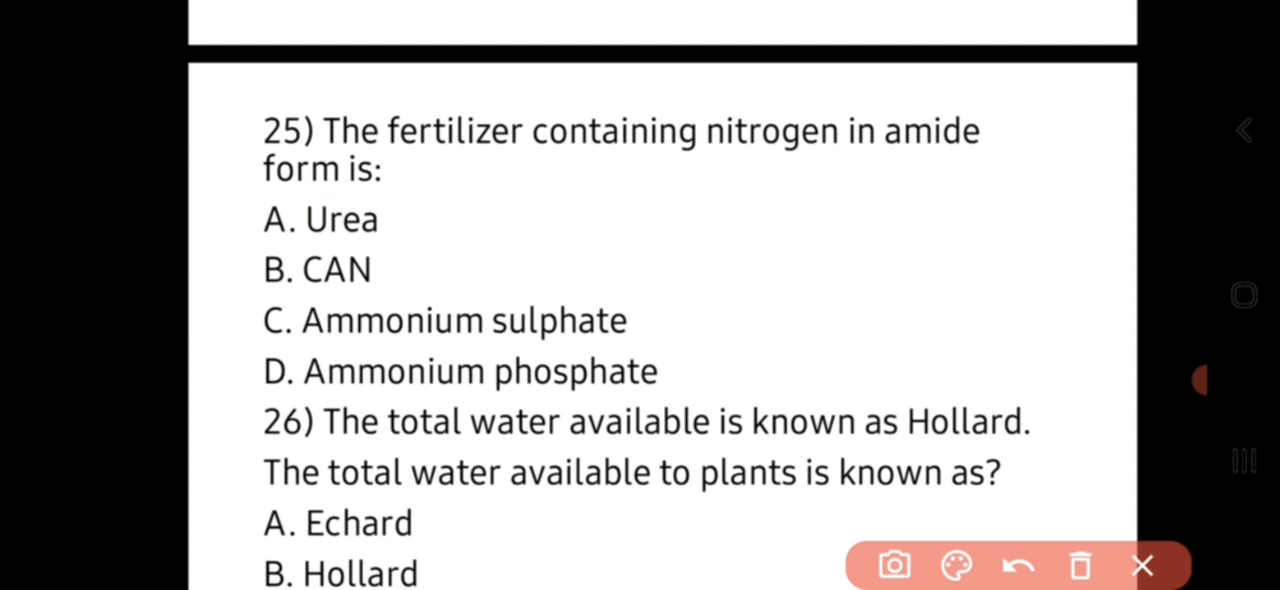 25) The fertilizer containing nitrogen in amide
form is:
A. Urea
B. CAN
C. Ammonium sulphate
D. Ammonium phosphate
26) The total water available is known as Hollard.
The total water available to plants is known as?
A. Echard
B. Hollard